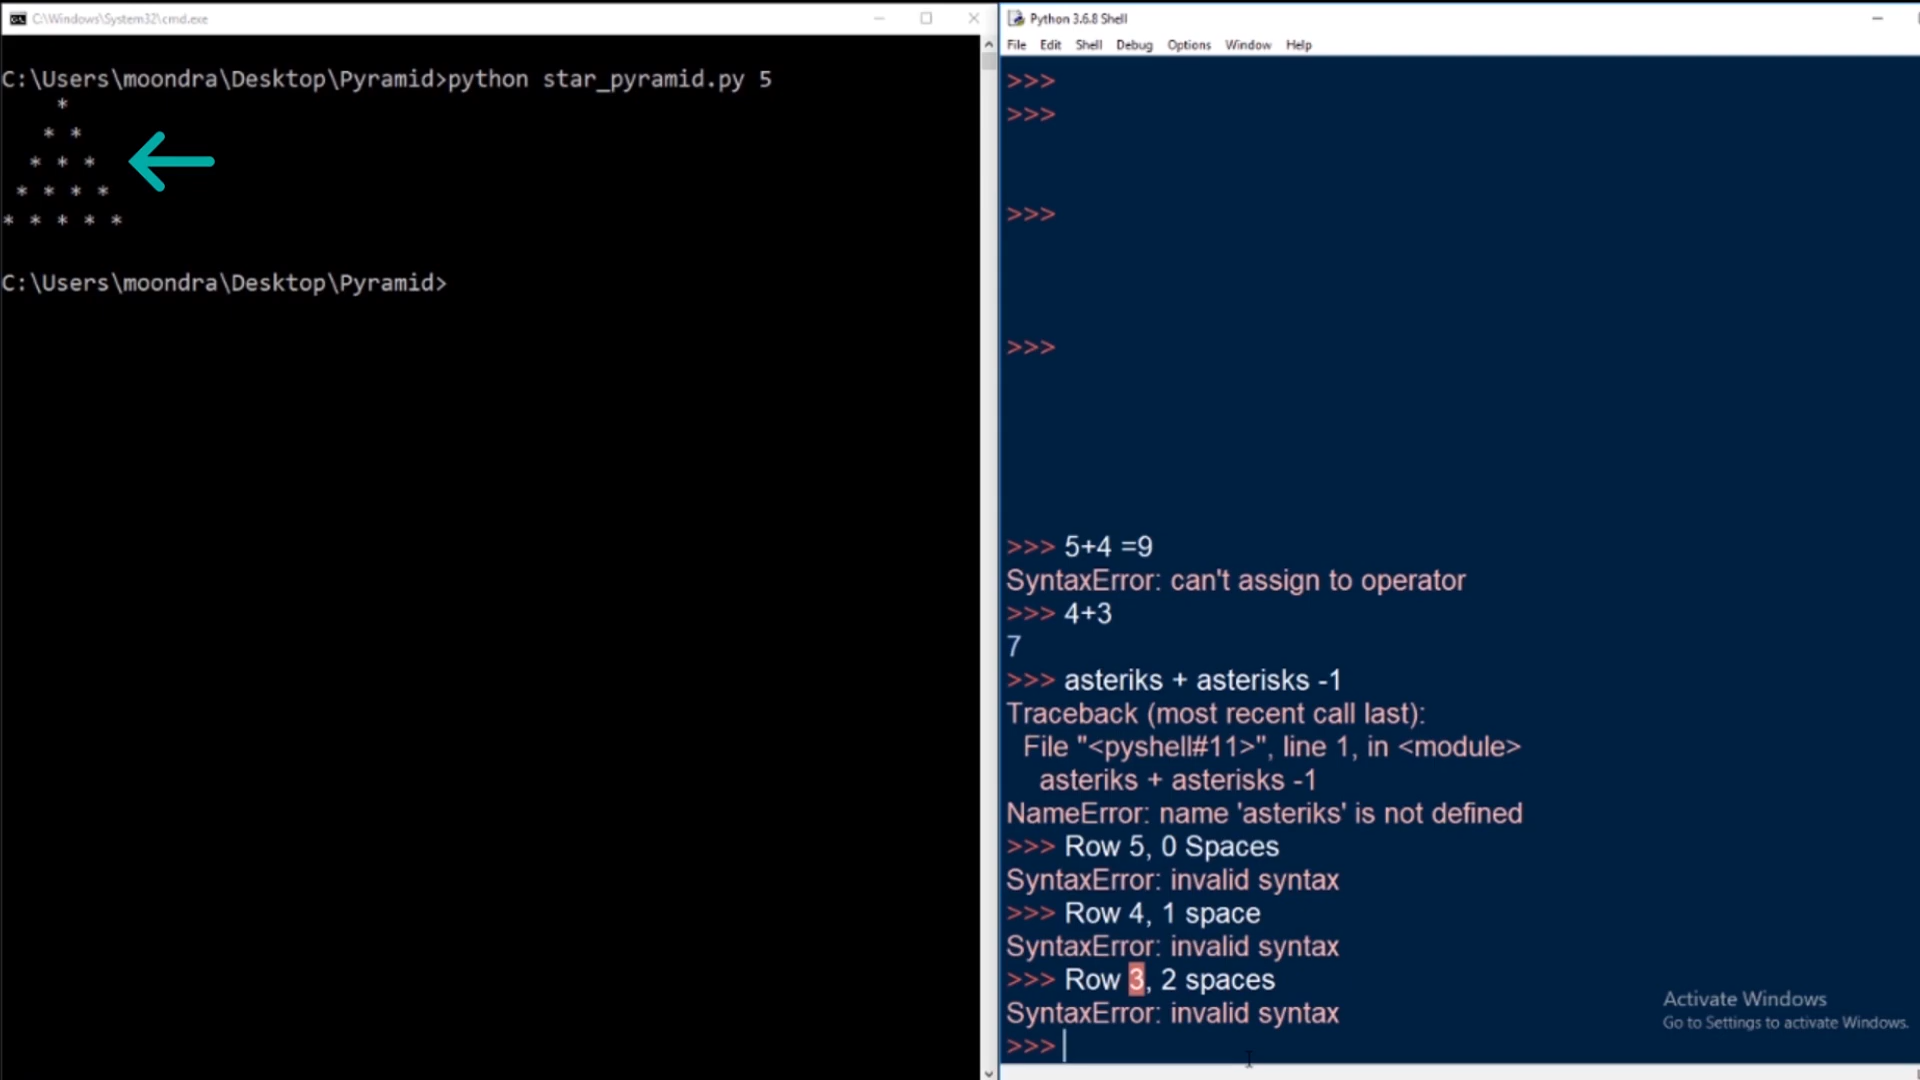 C:\Windows\System32\cmd.exe
C:\Users\moondra\Desktop\Pyramid>python star_pyramid.py 5
*
* *
* * *
* * * *
* * * * *
C:\Users\moondra\Desktop\Pyramid>
Python 3.6.8 Shell
File Edit Shell Debug Options Window Help
>>>
>>>
>>>
>>>
>>> 5+4 =9
SyntaxError: can't assign to operator
>>> 4+3
7
>>> asteriks + asterisks -1
Traceback (most recent call last):
File "<pyshell#11>", line 1, in <module>
asteriks + asterisks -1
NameError: name 'asteriks' is not defined
>>> Row 5, 0 Spaces
SyntaxError: invalid syntax
>>> Row 4, 1 space
SyntaxError: invalid syntax
>>> Row 3, 2 spaces
SyntaxError: invalid syntax
>>>
Activate Windows
Go to Settings to activate Windows.